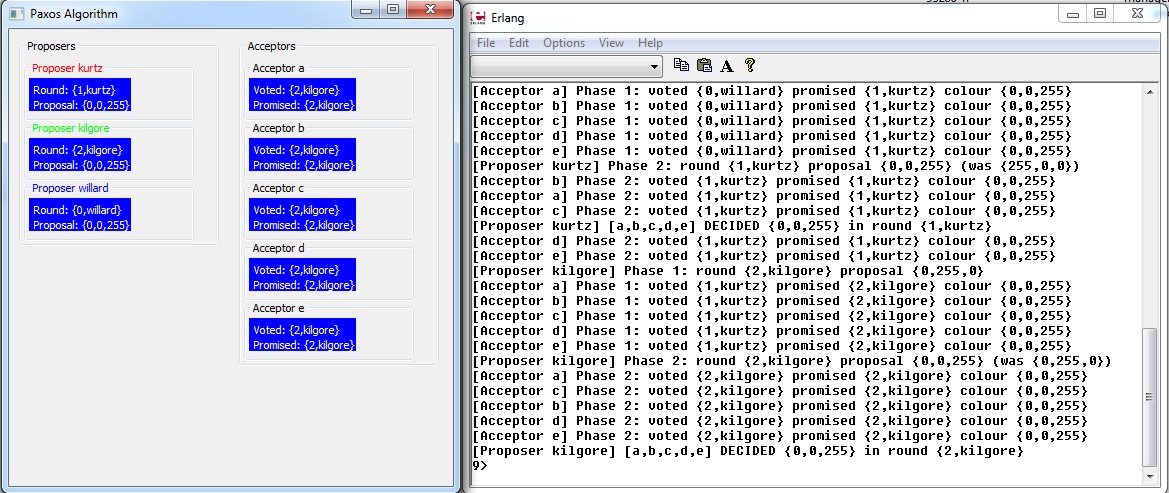 Paxos Algorithm
Proposers
Proposer kurtz
Round: {1,kurtz}
Proposal: {0,0,255}
Proposer kilgore
Round: {2,kilgore}
Proposal: {0,0,255}
Proposer willard
Round: {0,willard}
Proposal: {0,0,255}
Acceptors
Acceptor a
Voted: {2,kilgore}
Promised: {2,kilgore}
Acceptor b
Voted: {2,kilgore}
Promised: {2,kilgore}
Acceptor c
Voted: {2,kilgore}
Promised: {2,kilgore}
Acceptor d
Voted: {2,kilgore}
Promised: {2,kilgore}
Acceptor e
Voted: {2,kilgore}
Promised: {2,kilgore}
ERLANG
Erlang
File Edit Options View Help
[Acceptor a] Phase 1: voted {0,willard} promised {1,kurtz} colour {0,0,255}
[Acceptor b] Phase 1: voted {0,willard} promised {1,kurtz} colour {0,0,255}
[Acceptor c] Phase 1: voted {0,willard} promised {1,kurtz} colour {0,0,255}
[Acceptor d] Phase 1: voted {0,willard} promised {1,kurtz} colour {0,0,255}
[Acceptor e] Phase 1: voted {0,willard} promised {1,kurtz} colour {0,0,255}
[Proposer kurtz] Phase 2: round {1,kurtz} proposal {0,0,255} (was {255,0,0})
[Acceptor b] Phase 2: voted {1,kurtz} promised {1,kurtz} colour {0,0,255}
[Acceptor a] Phase 2: voted {1,kurtz} promised {1,kurtz} colour {0,0,255}
[Acceptor c] Phase 2: voted {1,kurtz} promised {1,kurtz} colour {0,0,255}
[Proposer kurtz] [a,b,c,d,e] DECIDED {0,0,255} in round {1,kurtz}
[Acceptor d] Phase 2: voted {1,kurtz} promised {1,kurtz} colour {0,0,255}
[Acceptor e] Phase 2: voted {1,kurtz} promised {1,kurtz} colour {0,0,255}
[Proposer kilgore] Phase 1: round {2,kilgore} proposal {0,255,0}
[Acceptor a] Phase 1: voted {1,kurtz} promised {2,kilgore} colour {0,0,255}
[Acceptor b] Phase 1: voted {1,kurtz} promised {2,kilgore} colour {0,0,255}
[Acceptor c] Phase 1: voted {1,kurtz} promised {2,kilgore} colour {0,0,255}
[Acceptor d] Phase 1: voted {1,kurtz} promised {2,kilgore} colour {0,0,255}
[Acceptor e] Phase 1: voted {1,kurtz} promised {2,kilgore} colour {0,0,255}
[Proposer kilgore] Phase 2: round {2,kilgore} proposal {0,0,255} (was {0,255,0})
[Acceptor a] Phase 2: voted {2,kilgore} promised {2,kilgore} colour {0,0,255}
[Acceptor c] Phase 2: voted {2,kilgore} promised {2,kilgore} colour {0,0,255}
[Acceptor b] Phase 2: voted {2,kilgore} promised {2,kilgore} colour {0,0,255}
[Acceptor d] Phase 2: voted {2,kilgore} promised {2,kilgore} colour {0,0,255}
[Acceptor e] Phase 2: voted {2,kilgore} promised {2,kilgore} colour {0,0,255}
[Proposer kilgore] [a,b,c,d,e] DECIDED {0,0,255} in round {2,kilgore}
9>